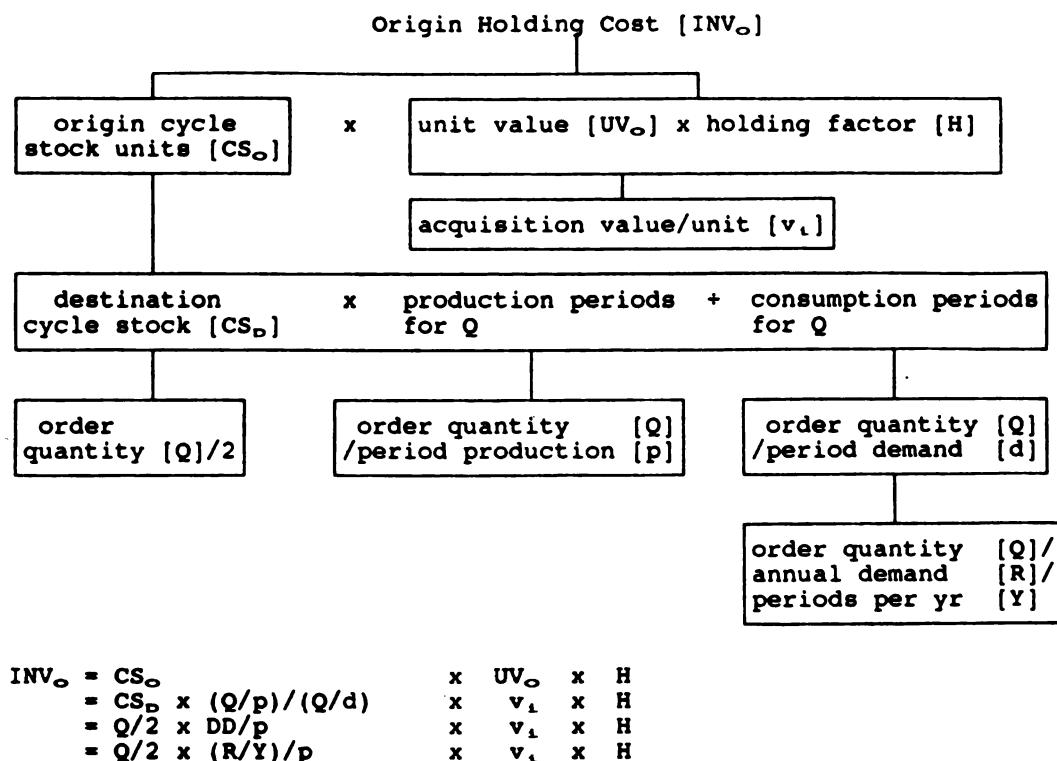 Origin Holding Cost [INVₒ]
origin cycle x unit value [UVₒ] x holding factor [H]
stock units [CSₒ]
acquisition value/unit [vᵢ]
destination x production periods + consumption periods
cycle stock [CS_D] for Q for Q
order order quantity [Q] order quantity [Q]
quantity [Q]/2 /period production [p] /period demand [d]
order quantity [Q]/
annual demand [R]/
periods per yr [Y]
INVₒ = CSₒ x UVₒ x H
= CS_D x (Q/p)/(Q/d) x vᵢ x H
= Q/2 x DD/p x vᵢ x H
= Q/2 x (R/Y)/p x vᵢ x H